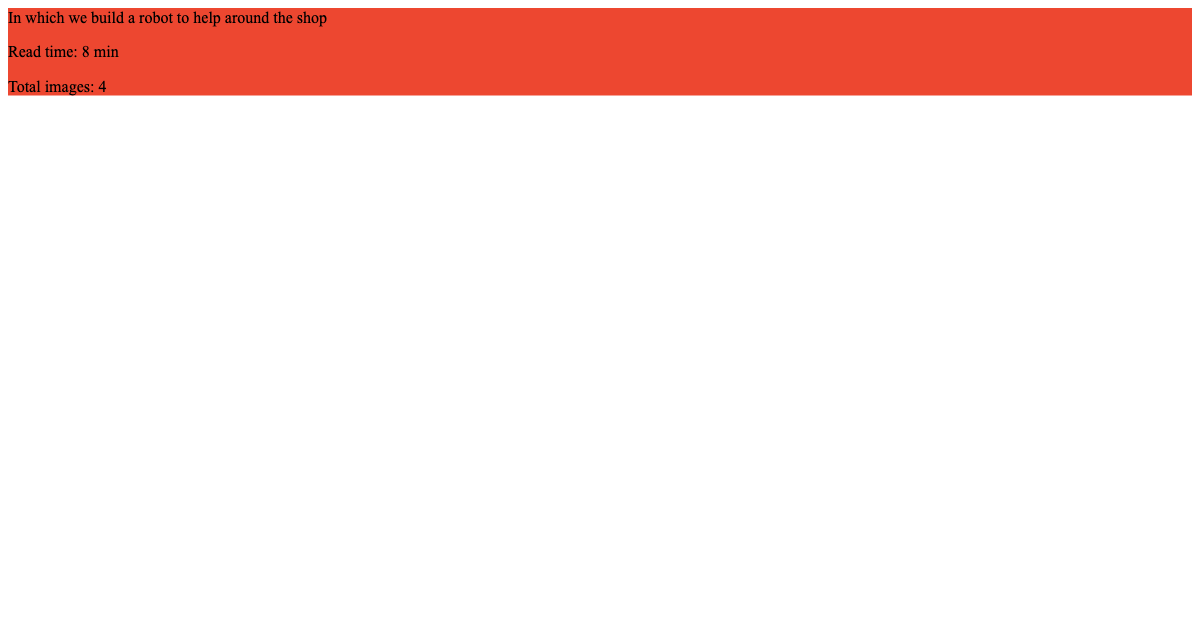 In which we build a robot to help around the shop
Read time: 8 min
Total images: 4